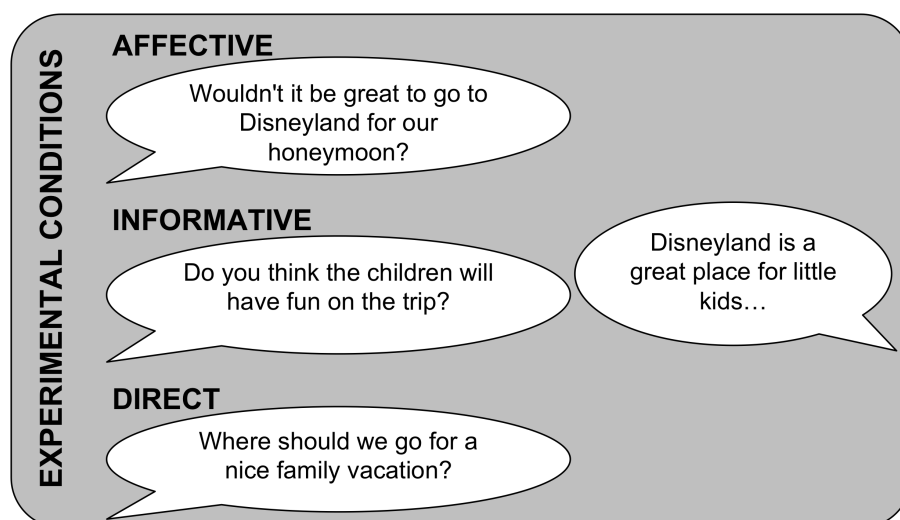 EXPERIMENTAL CONDITIONS
AFFECTIVE
Wouldn't it be great to go to
Disneyland for our
honeymoon?
INFORMATIVE
Do you think the children will
have fun on the trip?
Disneyland is a
great place for little
kids…
DIRECT
Where should we go for a
nice family vacation?